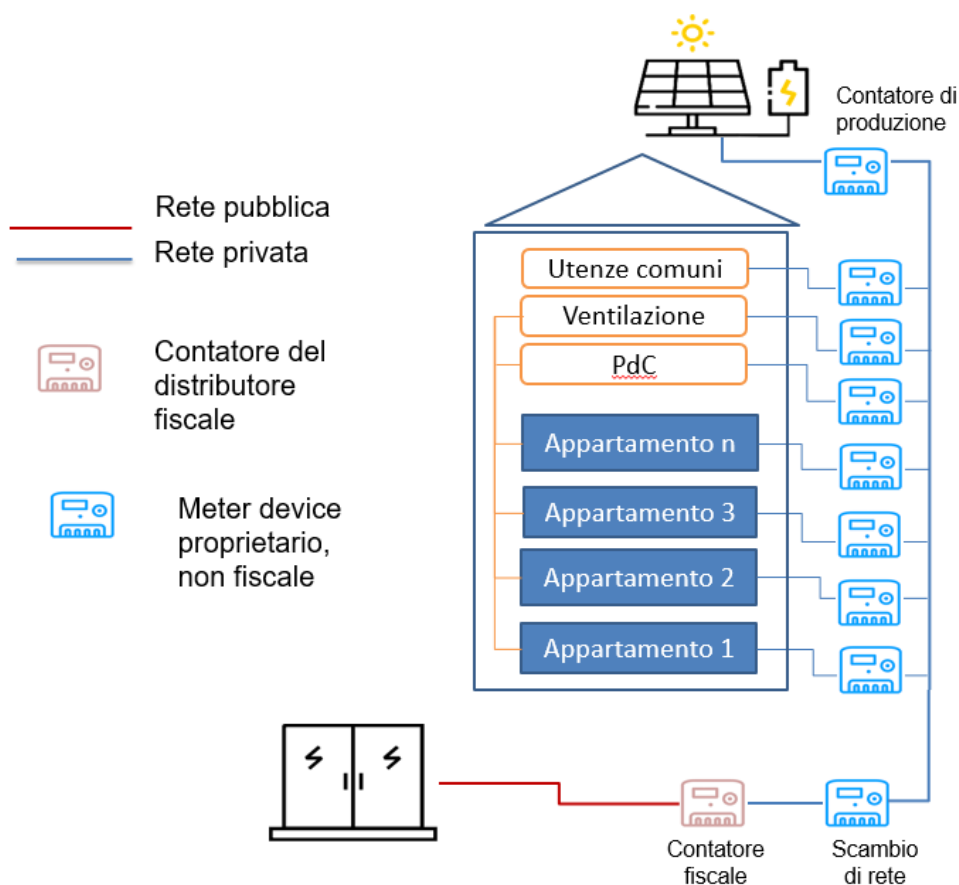 Contatore di
produzione
Rete pubblica
Rete privata
Contatore del
distributore
fiscale
Meter device
proprietario,
non fiscale
Utenze comuni
Ventilazione
PdC
Appartamento n
Appartamento 3
Appartamento 2
Appartamento 1
Contatore
fiscale
Scambio
di rete